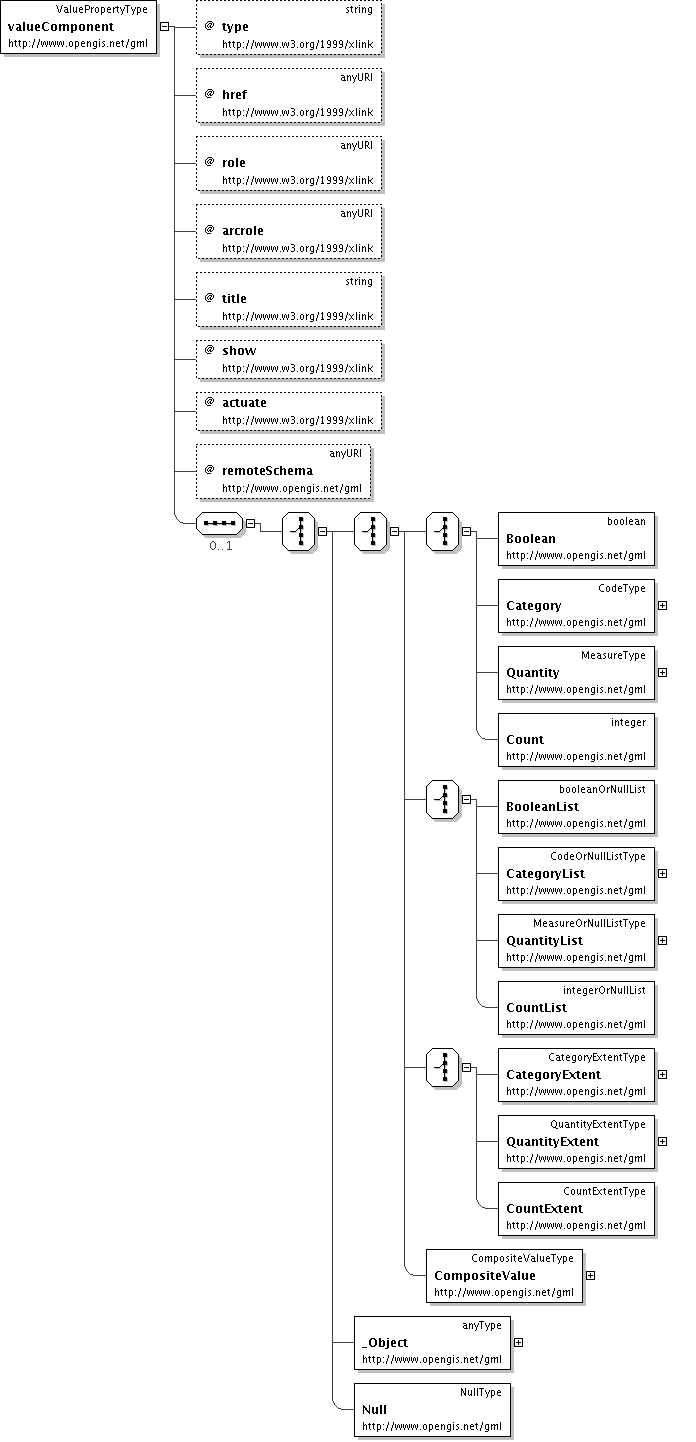 ValuePropertyType
valueComponent
http://www.opengis.net/gml
string
@ type
http://www.w3.org/1999/xlink
anyURI
@ href
http://www.w3.org/1999/xlink
anyURI
@ role
http://www.w3.org/1999/xlink
anyURI
@ arcrole
http://www.w3.org/1999/xlink
string
@ title
http://www.w3.org/1999/xlink
@ show
http://www.w3.org/1999/xlink
@ actuate
http://www.w3.org/1999/xlink
anyURI
@ remoteSchema
http://www.opengis.net/gml
0..1
boolean
Boolean
http://www.opengis.net/gml
CodeType
Category
http://www.opengis.net/gml
MeasureType
Quantity
http://www.opengis.net/gml
integer
Count
http://www.opengis.net/gml
booleanOrNullList
BooleanList
http://www.opengis.net/gml
CodeOrNullListType
CategoryList
http://www.opengis.net/gml
MeasureOrNullListType
QuantityList
http://www.opengis.net/gml
integerOrNullList
CountList
http://www.opengis.net/gml
CategoryExtentType
CategoryExtent
http://www.opengis.net/gml
QuantityExtentType
QuantityExtent
http://www.opengis.net/gml
CountExtentType
CountExtent
http://www.opengis.net/gml
CompositeValueType
CompositeValue
http://www.opengis.net/gml
anyType
_Object
http://www.opengis.net/gml
NullType
Null
http://www.opengis.net/gml